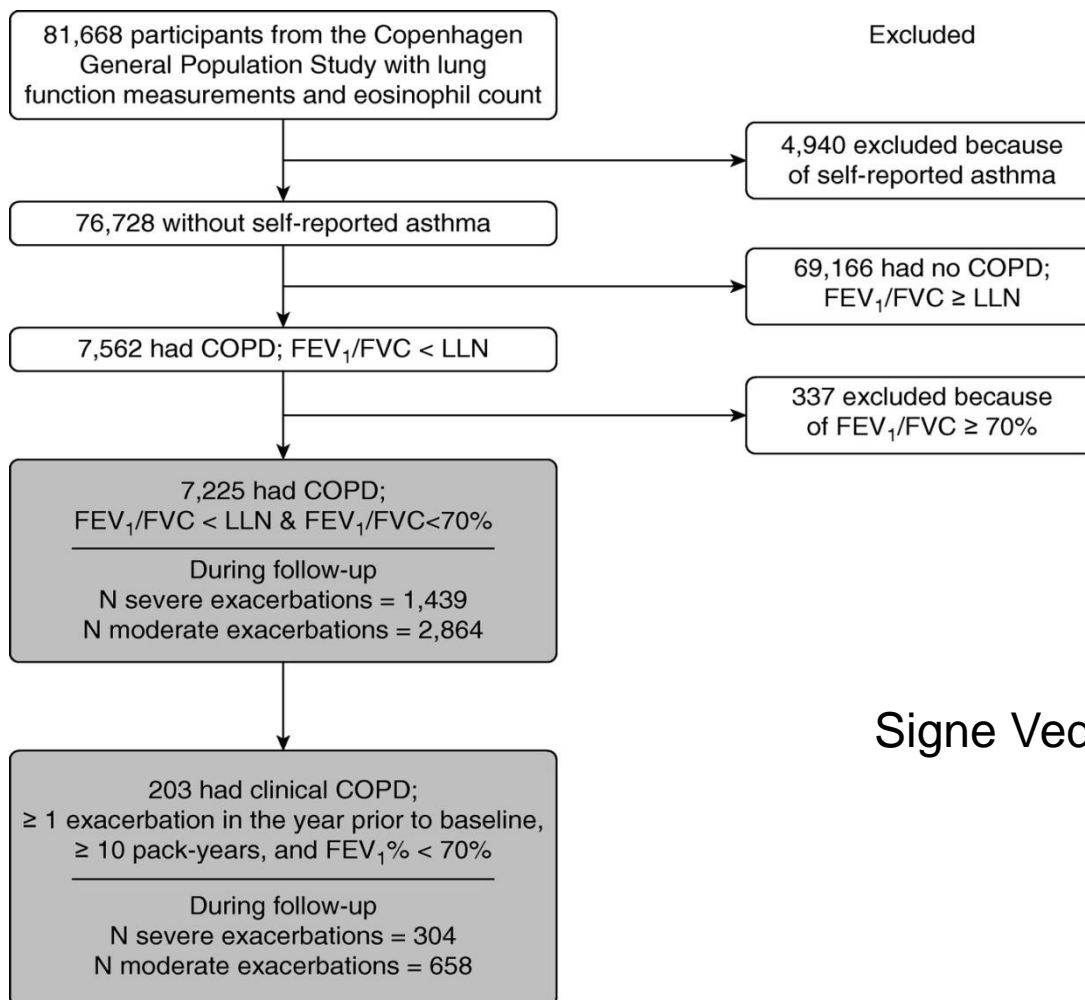 81,668 participants from the Copenhagen
General Population Study with lung
function measurements and eosinophil count
Excluded
4,940 excluded because
of self-reported asthma
76,728 without self-reported asthma
69,166 had no COPD;
FEV₁/FVC ≥ LLN
7,562 had COPD; FEV₁/FVC < LLN
337 excluded because
of FEV₁/FVC ≥ 70%
7,225 had COPD;
FEV₁/FVC < LLN & FEV₁/FVC<70%
During follow-up
N severe exacerbations = 1,439
N moderate exacerbations = 2,864
Signe
203 had clinical COPD;
≥ 1 exacerbation in the year prior to baseline,
≥ 10 pack-years, and FEV₁% < 70%
During follow-up
N severe exacerbations = 304
N moderate exacerbations = 658